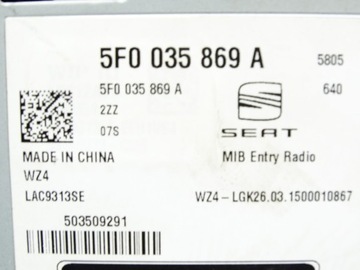 5F0 035 869 A 5805
5F0 035 869 A 640
2ZZ
07S
SEAT
MADE IN CHINA MIB Entry Radio
WZ4
LAC9313SE WZ4-LGK26.03.1500010867
503509291